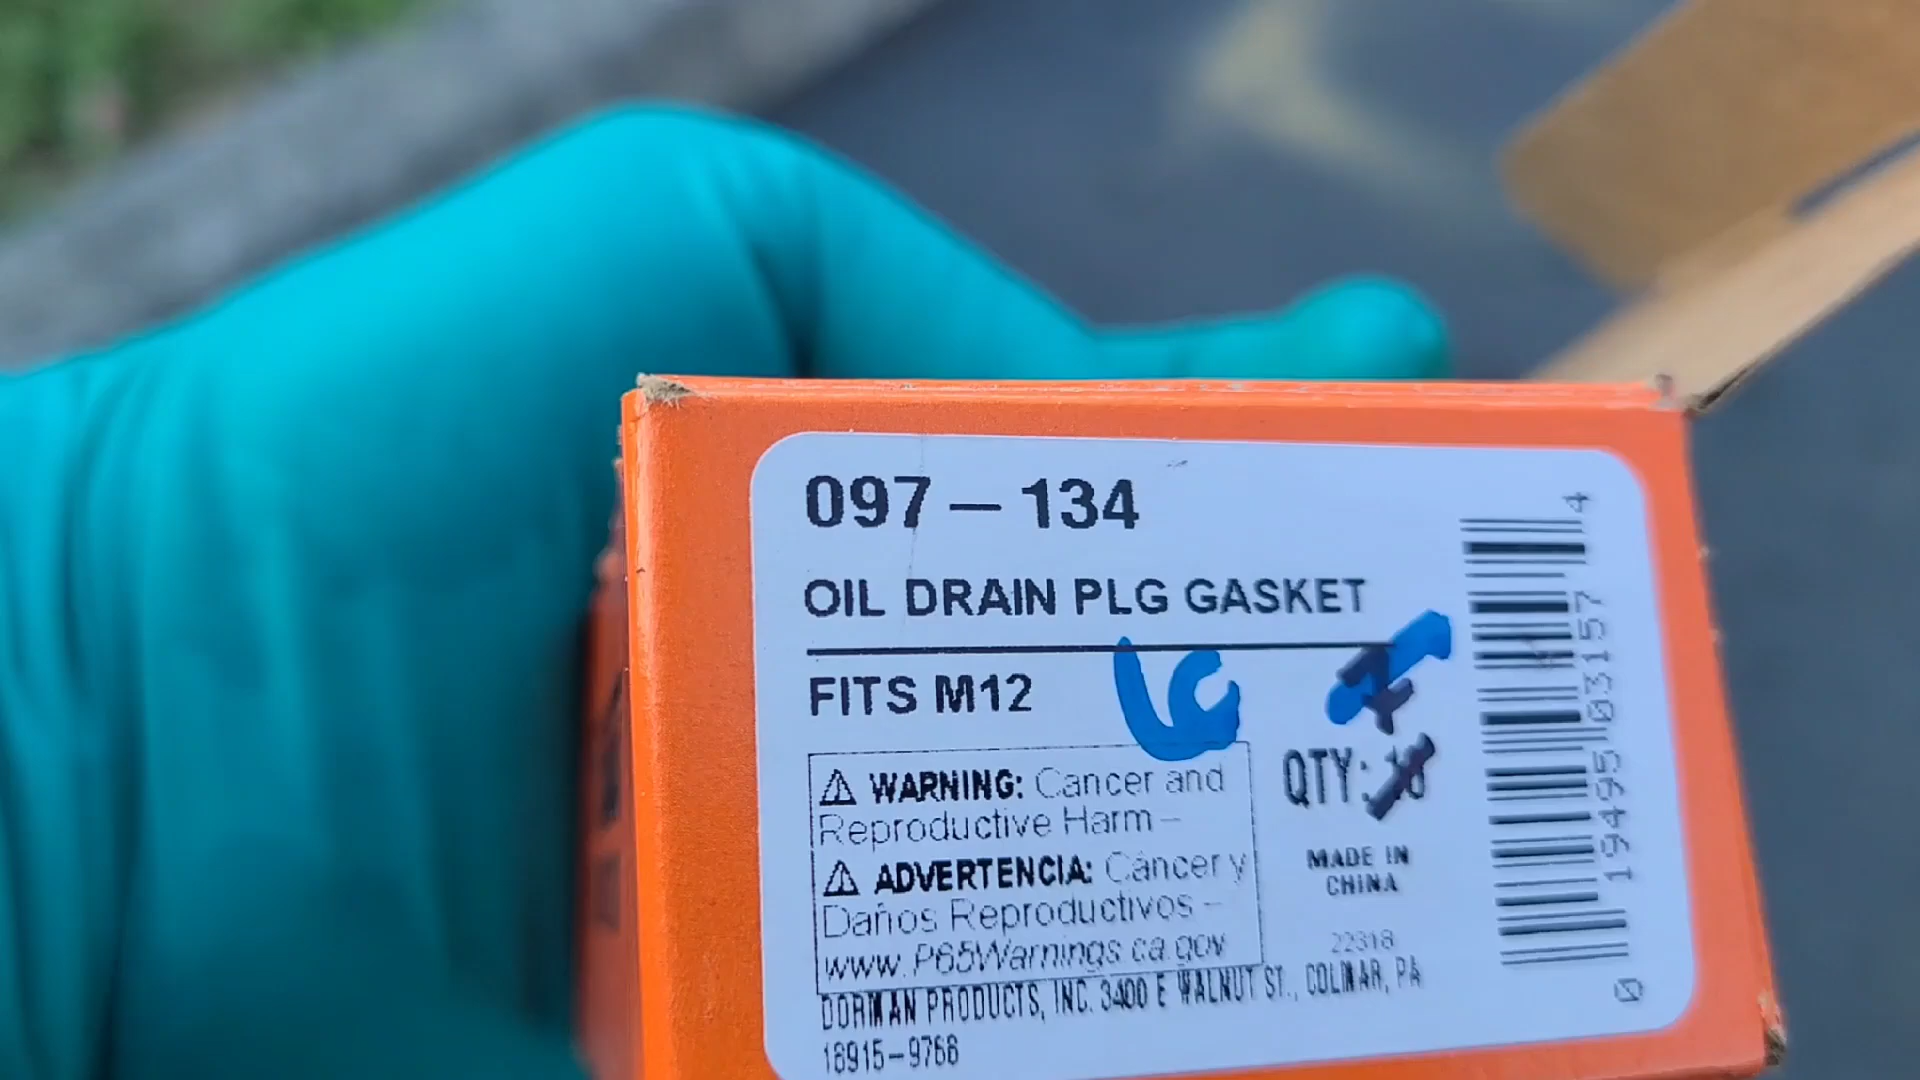 097-134
OIL DRAIN PLG GASKET
FITS M12
⚠ WARNING: Cancer and
Reproductive Harm –
⚠ ADVERTENCIA: Cáncer y
Daños Reproductivos –
www.P65Warnings.ca.gov
QTY:
MADE IN
CHINA
22318
DORMAN PRODUCTS, INC. 3400 E WALNUT ST., COLMAR, PA
18915-9768
0 19495 03157 4